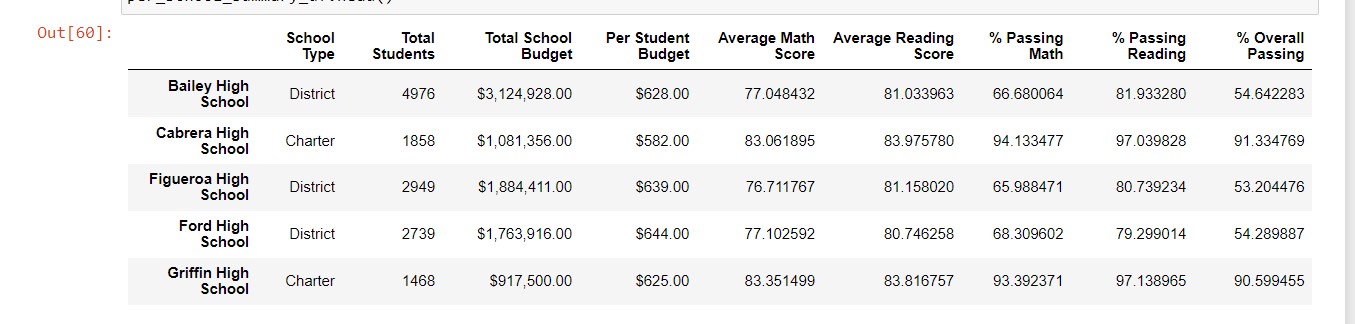 Out[60]:
School Type Total Students Total School Budget Per Student Budget Average Math Score Average Reading Score % Passing Math % Passing Reading % Overall Passing
Bailey High School District 4976 $3,124,928.00 $628.00 77.048432 81.033963 66.680064 81.933280 54.642283
Cabrera High School Charter 1858 $1,081,356.00 $582.00 83.061895 83.975780 94.133477 97.039828 91.334769
Figueroa High School District 2949 $1,884,411.00 $639.00 76.711767 81.158020 65.988471 80.739234 53.204476
Ford High School District 2739 $1,763,916.00 $644.00 77.102592 80.746258 68.309602 79.299014 54.289887
Griffin High School Charter 1468 $917,500.00 $625.00 83.351499 83.816757 93.392371 97.138965 90.599455